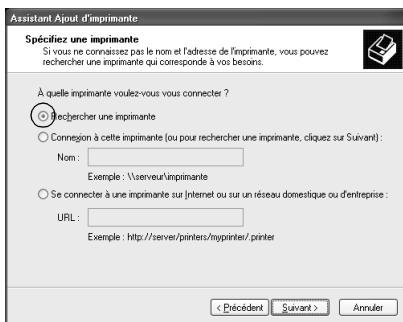 Assistant Ajout d'imprimante
Spécifiez une imprimante
Si vous ne connaissez pas le nom et l'adresse de l'imprimante, vous pouvez
rechercher une imprimante qui corresponde à vos besoins.
À quelle imprimante voulez-vous vous connecter ?
Rechercher une imprimante
Connexion à cette imprimante (ou pour rechercher une imprimante, cliquez sur Suivant) :
Nom :
Exemple : \\serveur\imprimante
Se connecter à une imprimante sur Internet ou sur un réseau domestique ou d'entreprise :
URL :
Exemple : http://server/printers/myprinter/.printer
< Précédent Suivant > Annuler